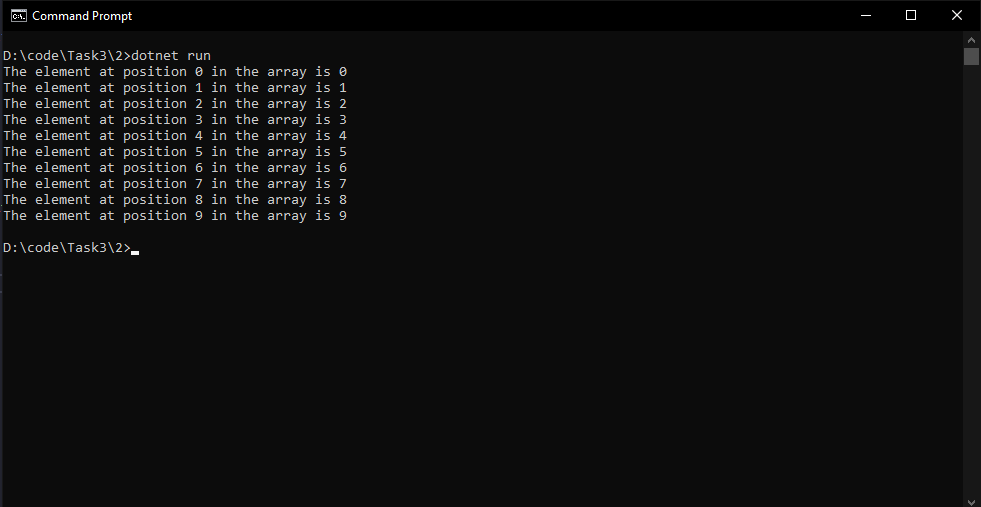 Command Prompt
D:\code\Task3\2>dotnet run
The element at position 0 in the array is 0
The element at position 1 in the array is 1
The element at position 2 in the array is 2
The element at position 3 in the array is 3
The element at position 4 in the array is 4
The element at position 5 in the array is 5
The element at position 6 in the array is 6
The element at position 7 in the array is 7
The element at position 8 in the array is 8
The element at position 9 in the array is 9
D:\code\Task3\2>